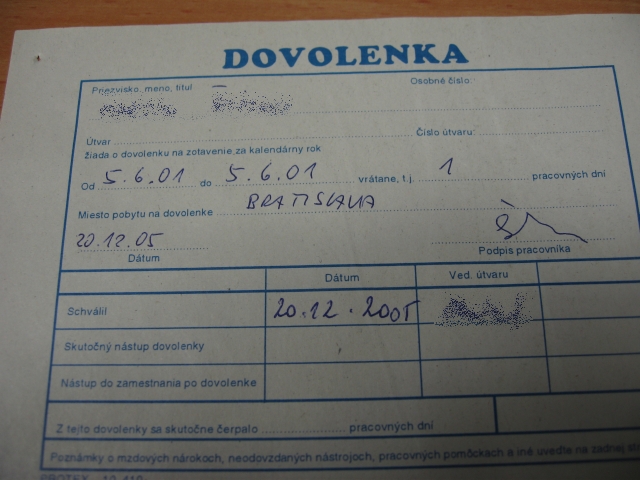 DOVOLENKA
Priezvisko, meno, titul
Osobné číslo:
Útvar
Číslo útvaru:
žiada o dovolenku na zotavenie za kalendárny rok
Od 5.6.01 do 5.6.01 vrátane, t.j. 1 pracovných dní
Miesto pobytu na dovolenke BRATISLAVA
20.12.05
Dátum
Podpis pracovníka
Dátum
Ved. útvaru
Schválil 20.12.2005
Skutočný nástup dovolenky
Nástup do zamestnania po dovolenke
Z tejto dovolenky sa skutočne čerpalo pracovných dní
Poznámky o mzdových nárokoch, neodovzdaných nástrojoch, pracovných pomôckach a iné uveďte na zadnej